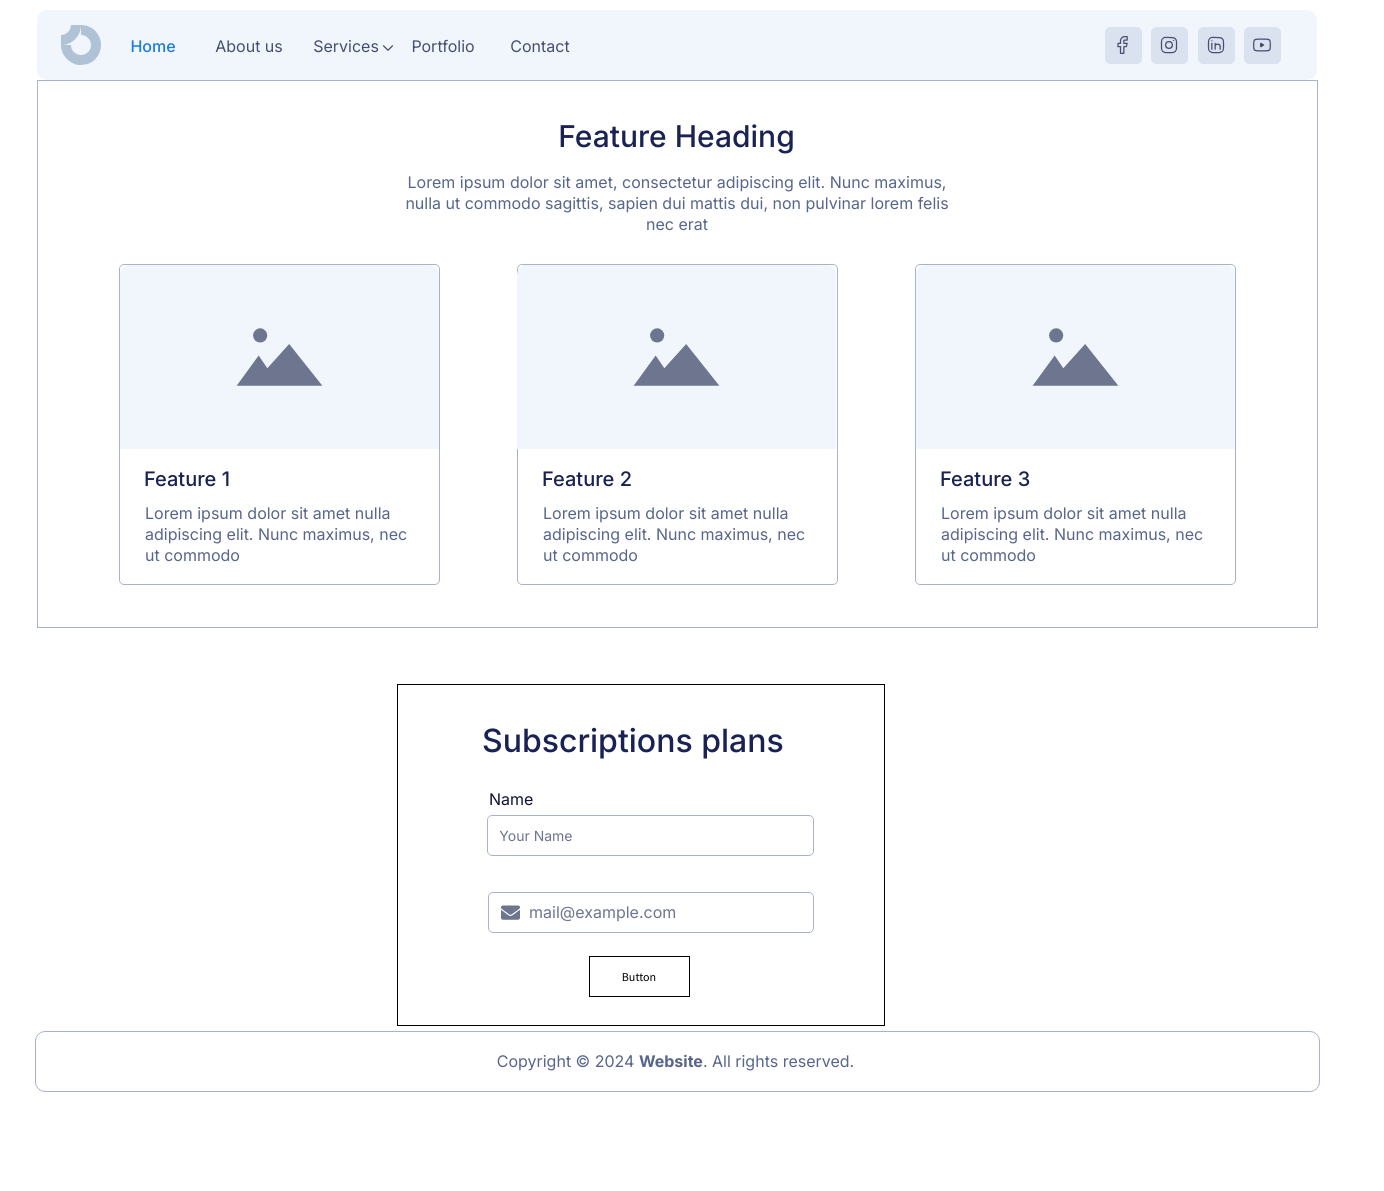 Home About us Services Portfolio Contact
Feature Heading
Lorem ipsum dolor sit amet, consectetur adipiscing elit. Nunc maximus,
nulla ut commodo sagittis, sapien dui mattis dui, non pulvinar lorem felis
nec erat
Feature 1
Lorem ipsum dolor sit amet nulla
adipiscing elit. Nunc maximus, nec
ut commodo
Feature 2
Lorem ipsum dolor sit amet nulla
adipiscing elit. Nunc maximus, nec
ut commodo
Feature 3
Lorem ipsum dolor sit amet nulla
adipiscing elit. Nunc maximus, nec
ut commodo
Subscriptions plans
Name
Your Name
mail@example.com
Button
Copyright © 2024 Website. All rights reserved.